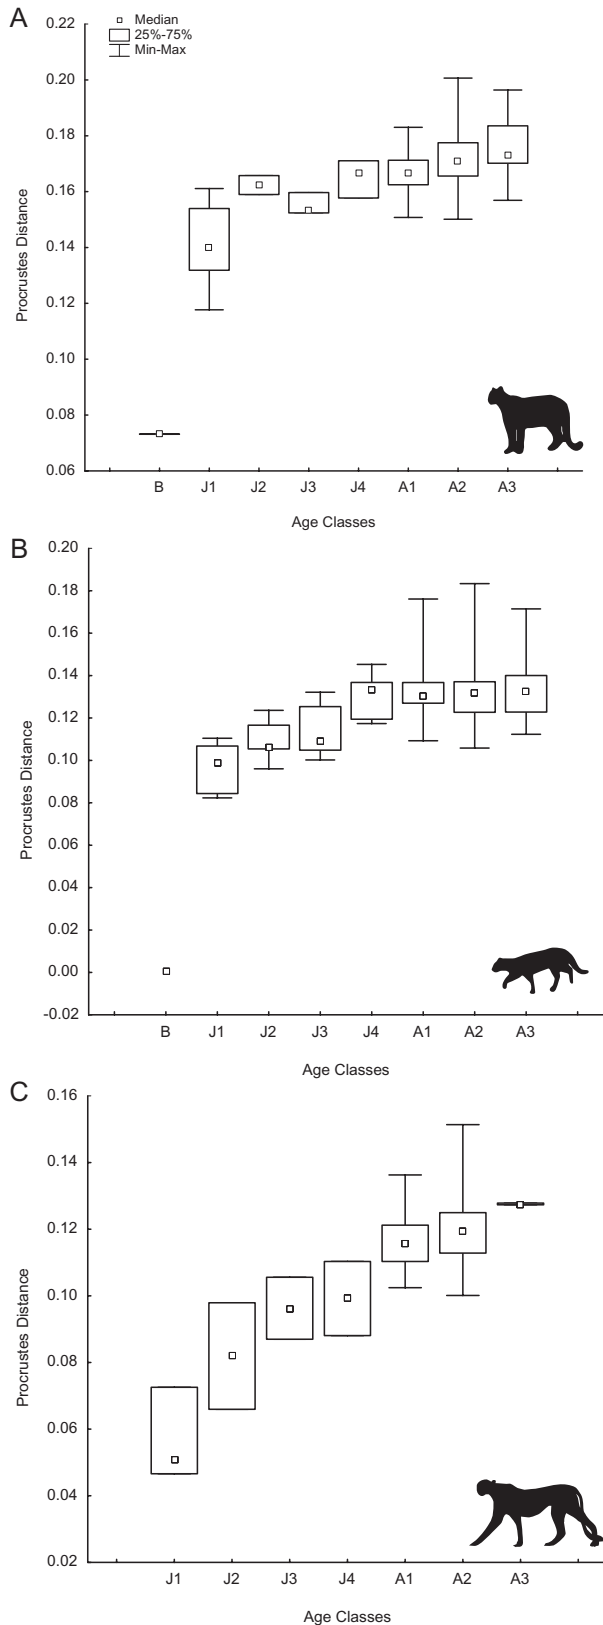 A
0.22
Median
25%-75%
Min-Max
0.20
0.18
0.16
0.14
0.12
0.10
0.08
0.06
Procrustes Distance
B J1 J2 J3 J4 A1 A2 A3
Age Classes
B
0.20
0.18
0.16
0.14
0.12
0.10
0.08
0.06
0.04
0.02
0.00
-0.02
Procrustes Distance
B J1 J2 J3 J4 A1 A2 A3
Age Classes
C
0.16
0.14
0.12
0.10
0.08
0.06
0.04
0.02
Procrustes Distance
J1 J2 J3 J4 A1 A2 A3
Age Classes